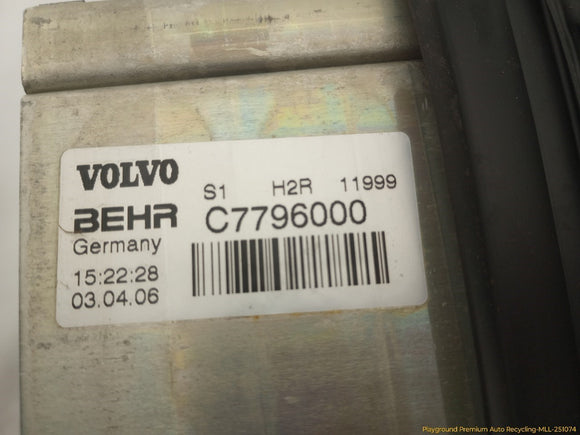 VOLVO
S1 H2R 11999
BEHR C7796000
Germany
15:22:28
03.04.06
Playground Premium Auto Recycling-MLL-251074